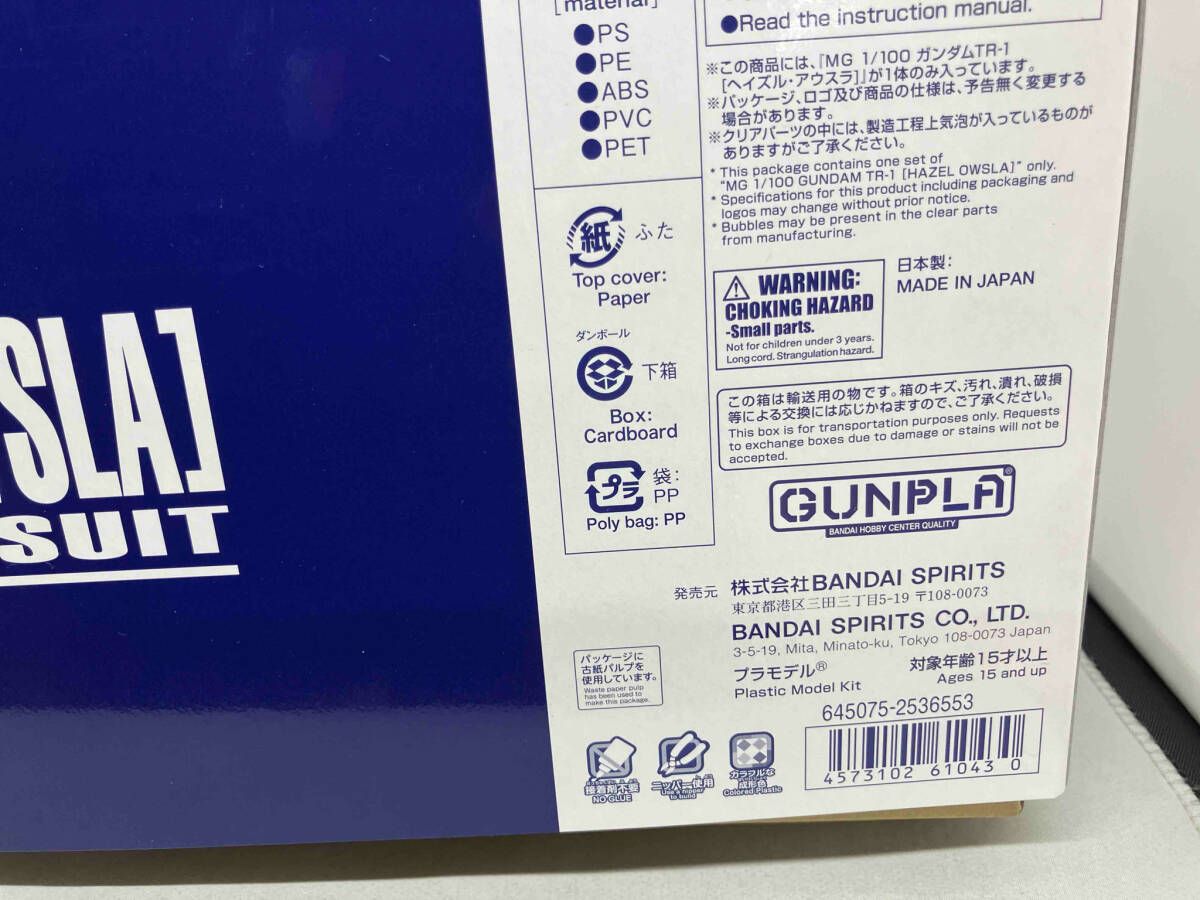 [material]
●PS
●PE
●ABS
●PVC
●PET
●Read the instruction manual.
※この商品には、『MG 1/100 ガンダムTR-1
[ヘイズル・アウスラ]』が1体のみ入っています。
※パッケージ、ロゴ及び商品の仕様は、予告無く変更する
場合があります。
※クリアパーツの中には、製造工程上気泡が入っているものが
ありますがご了承ください。
* This package contains one set of
"MG 1/100 GUNDAM TR-1 [HAZEL OWSLA]" only.
* Specifications for this product including packaging and
logos may change without prior notice.
* Bubbles may be present in the clear parts
from manufacturing.
紙 ふた
Top cover:
Paper
ダンボール
下箱
Box:
Cardboard
プラ 袋:
PP
Poly bag: PP
WARNING:
CHOKING HAZARD
-Small parts.
Not for children under 3 years.
Long cord. Strangulation hazard.
日本製:
MADE IN JAPAN
この箱は輸送用の物です。箱のキズ、汚れ、潰れ、破損
等による交換には応じかねますので、ご了承ください。
This box is for transportation purposes only. Requests
to exchange boxes due to damage or stains will not be
accepted.
GUNPLA®
BANDAI HOBBY CENTER QUALITY
SLA]
SUIT
発売元 株式会社BANDAI SPIRITS
東京都港区三田三丁目5-19 〒108-0073
BANDAI SPIRITS CO., LTD.
3-5-19, Mita, Minato-ku, Tokyo 108-0073 Japan
プラモデル® 対象年齢15才以上
Plastic Model Kit Ages 15 and up
パッケージに
古紙パルプを
使用しています。
Waste paper pulp
has been used to
make this package.
645075-2536553
4573102 61043 0
接着剤不要
NO GLUE
ニッパー使用
Use a nipper
to build
カラフルな
成形色
Colored Plastic